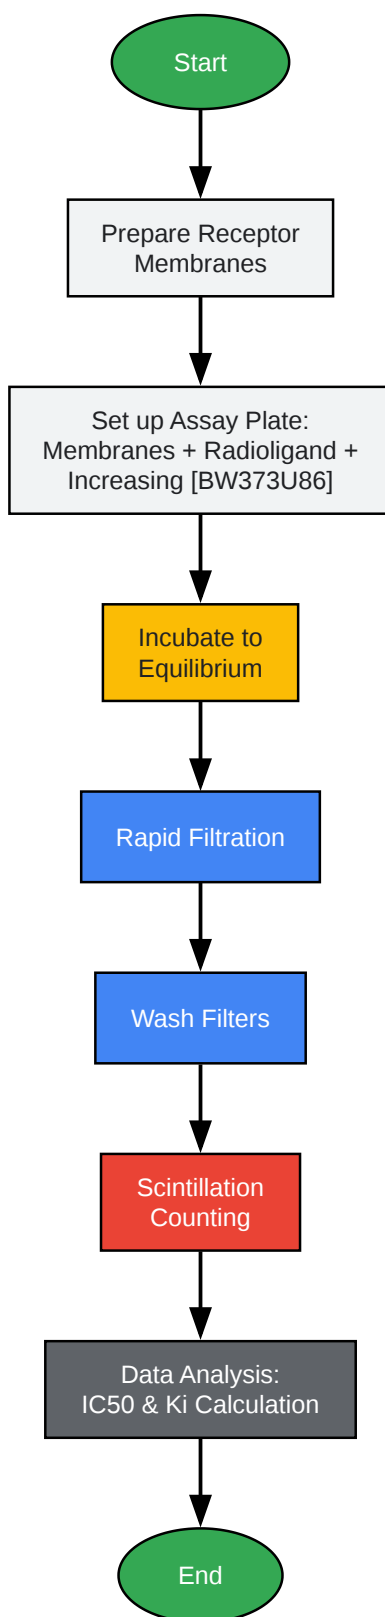 Start
Prepare Receptor
Membranes
Set up Assay Plate:
Membranes + Radioligand +
Increasing [BW373U86]
Incubate to
Equilibrium
Rapid Filtration
Wash Filters
Scintillation
Counting
Data Analysis:
IC50 & Ki Calculation
End